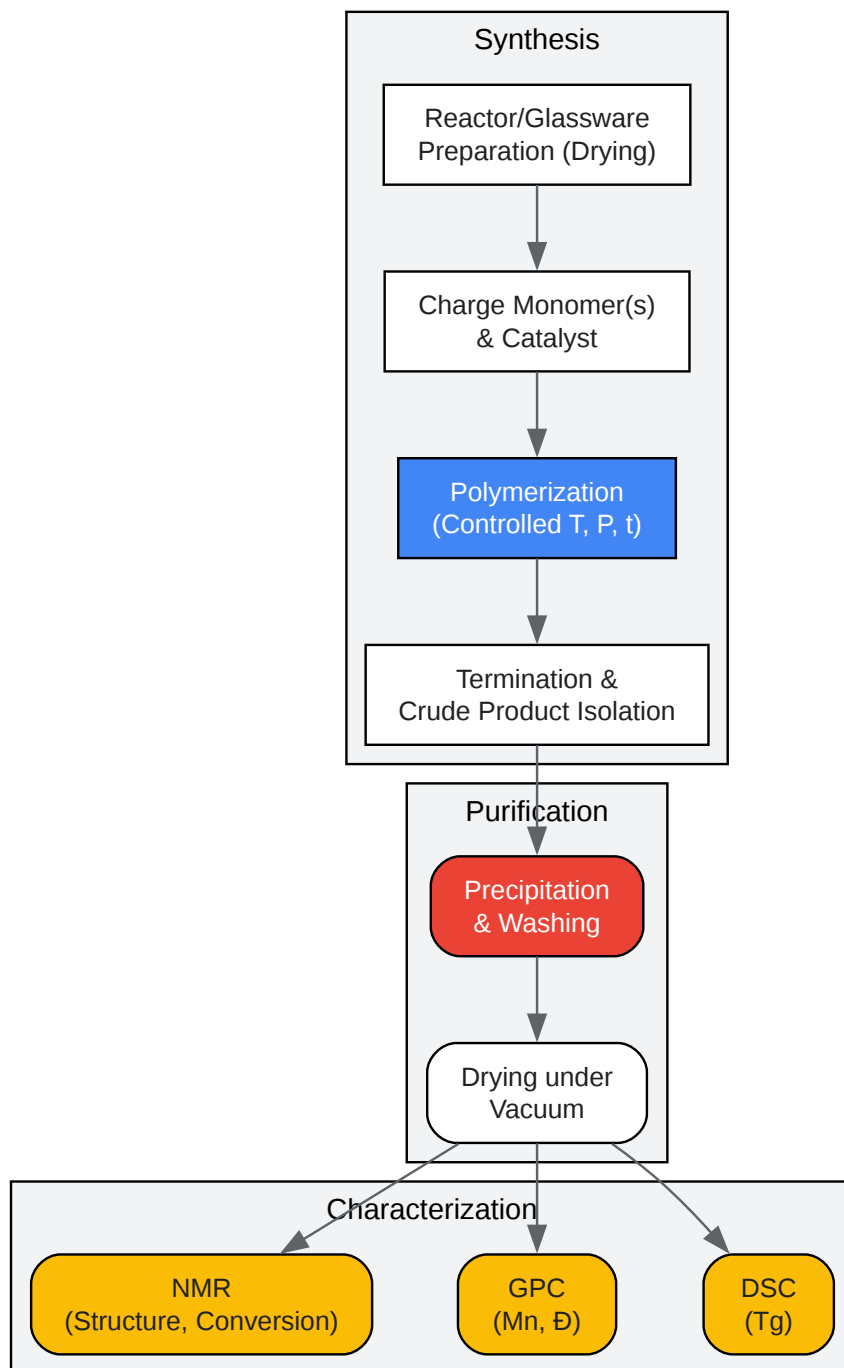 Synthesis
Reactor/Glassware
Preparation (Drying)
Charge Monomer(s)
& Catalyst
Polymerization
(Controlled T, P, t)
Termination &
Crude Product Isolation
Purification
Precipitation
& Washing
Drying under
Vacuum
Characterization
NMR
(Structure, Conversion)
GPC
(Mn, Đ)
DSC
(Tg)